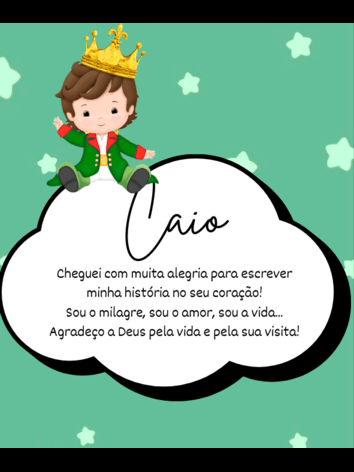 Caio
Cheguei com muita alegria para escrever
minha história no seu coração!
Sou o milagre, sou o amor, sou a vida...
Agradeço a Deus pela vida e pela sua visita!